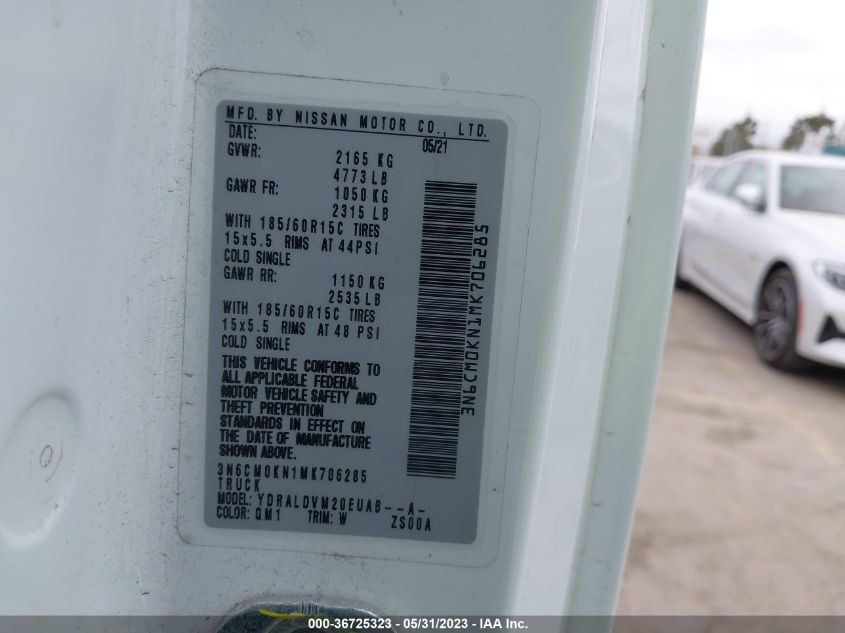 MFD. BY NISSAN MOTOR CO., LTD.
DATE: 05/21
GVWR: 2165 KG
4773 LB
GAWR FR: 1050 KG
2315 LB
WITH 185/60R15C TIRES
15x5.5 RIMS AT 44PSI
COLD SINGLE
GAWR RR: 1150 KG
2535 LB
WITH 185/60R15C TIRES
15x5.5 RIMS AT 48 PSI
COLD SINGLE
THIS VEHICLE CONFORMS TO
ALL APPLICABLE FEDERAL
MOTOR VEHICLE SAFETY AND
THEFT PREVENTION
STANDARDS IN EFFECT ON
THE DATE OF MANUFACTURE
SHOWN ABOVE.
3N6CM0KN1MK706285
TRUCK
MODEL: YDRALDVM20EUAB--A-
COLOR: QM1 TRIM: W ZS00A
3N6CM0KN1MK706285
000-36725323 - 05/31/2023 - IAA Inc.